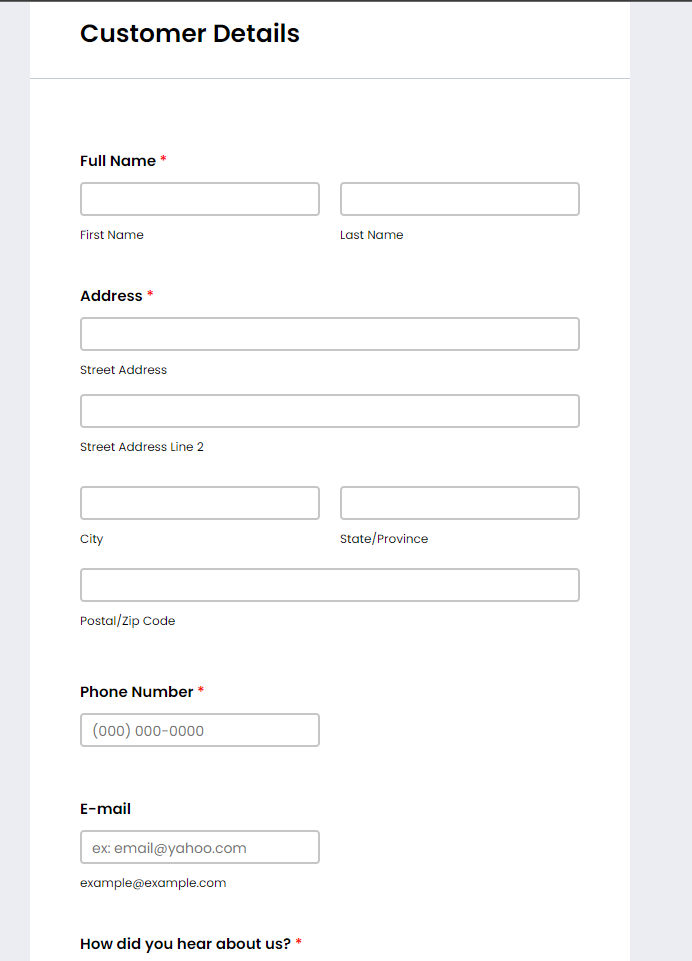 Customer Details
Full Name *
First Name Last Name
Address *
Street Address
Street Address Line 2
City State/Province
Postal/Zip Code
Phone Number *
(000) 000-0000
E-mail
ex: email@yahoo.com
example@example.com
How did you hear about us? *